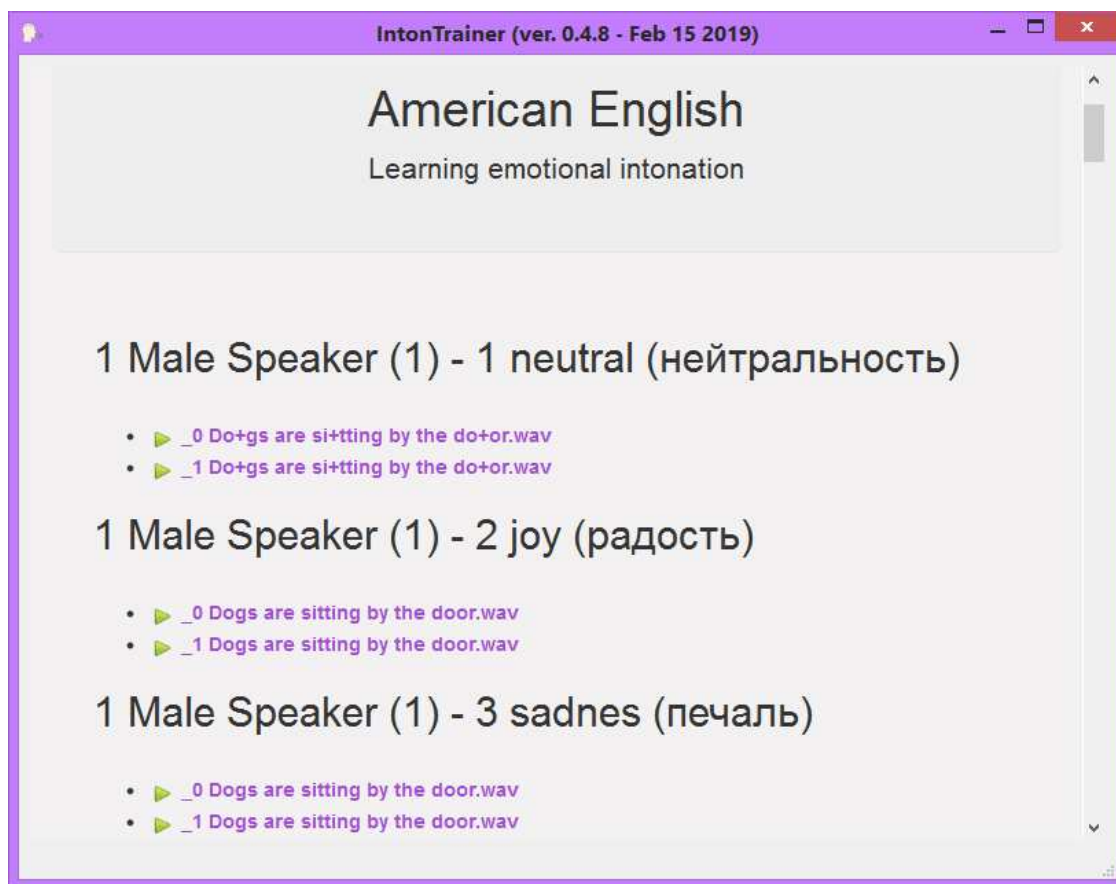 IntonTrainer (ver. 0.4.8 - Feb 15 2019)
American English
Learning emotional intonation
1 Male Speaker (1) - 1 neutral (нейтральность)
_0 Do+gs are si+tting by the do+or.wav
_1 Do+gs are si+tting by the do+or.wav
1 Male Speaker (1) - 2 joy (радость)
_0 Dogs are sitting by the door.wav
_1 Dogs are sitting by the door.wav
1 Male Speaker (1) - 3 sadnes (печаль)
_0 Dogs are sitting by the door.wav
_1 Dogs are sitting by the door.wav